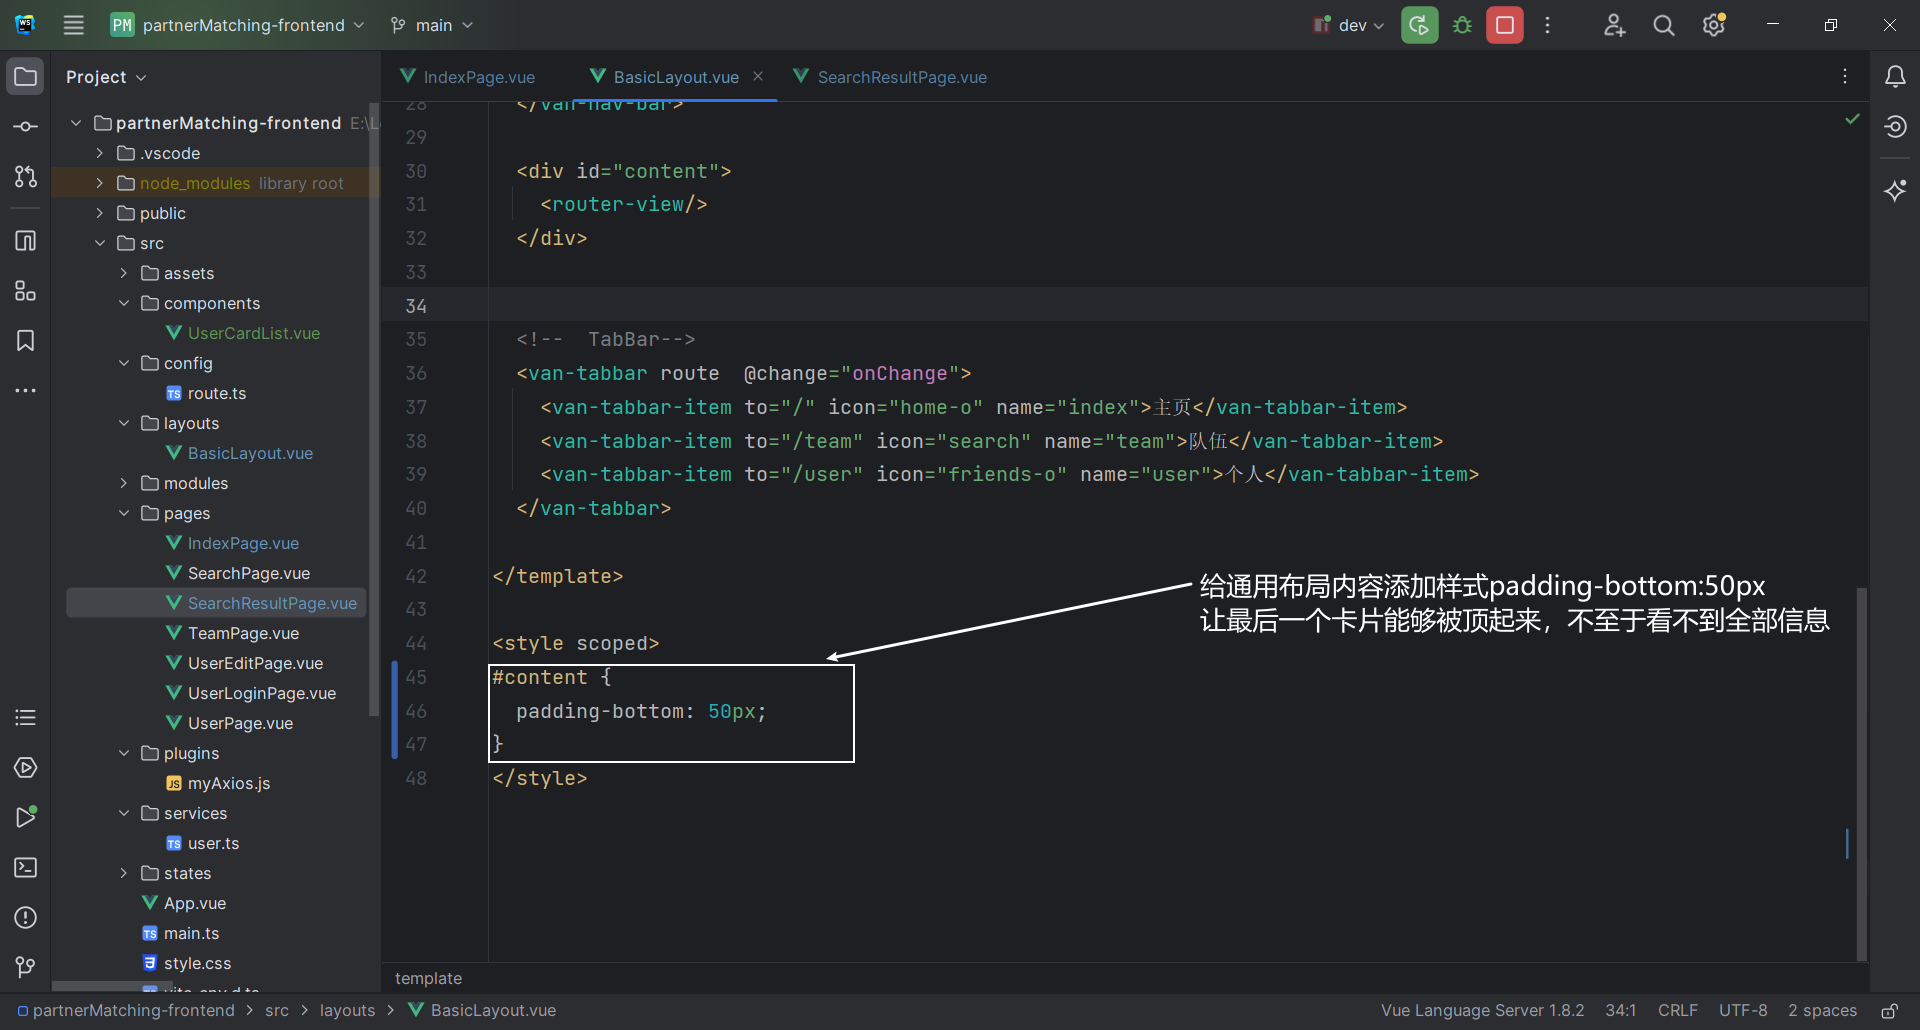 WS
PM partnerMatching-frontend
main
dev
Project
IndexPage.vue
BasicLayout.vue
SearchResultPage.vue
partnerMatching-frontend E:\L
.vscode
node_modules library root
public
src
assets
components
UserCardList.vue
config
TS route.ts
layouts
BasicLayout.vue
modules
pages
IndexPage.vue
SearchPage.vue
SearchResultPage.vue
TeamPage.vue
UserEditPage.vue
UserLoginPage.vue
UserPage.vue
plugins
JS myAxios.js
services
TS user.ts
states
App.vue
TS main.ts
style.css
vite-env.d.ts
28 </van-nav-bar>
29
30 <div id="content">
31 <router-view/>
32 </div>
33
34
35 <!--  TabBar-->
36 <van-tabbar route  @change="onChange">
37 <van-tabbar-item to="/" icon="home-o" name="index">主页</van-tabbar-item>
38 <van-tabbar-item to="/team" icon="search" name="team">队伍</van-tabbar-item>
39 <van-tabbar-item to="/user" icon="friends-o" name="user">个人</van-tabbar-item>
40 </van-tabbar>
41
42 </template>
43
44 <style scoped>
45 #content {
46 padding-bottom: 50px;
47 }
48 </style>
给通用布局内容添加样式padding-bottom:50px
让最后一个卡片能够被顶起来，不至于看不到全部信息
template
partnerMatching-frontend > src > layouts > BasicLayout.vue
Vue Language Server 1.8.2 34:1 CRLF UTF-8 2 spaces